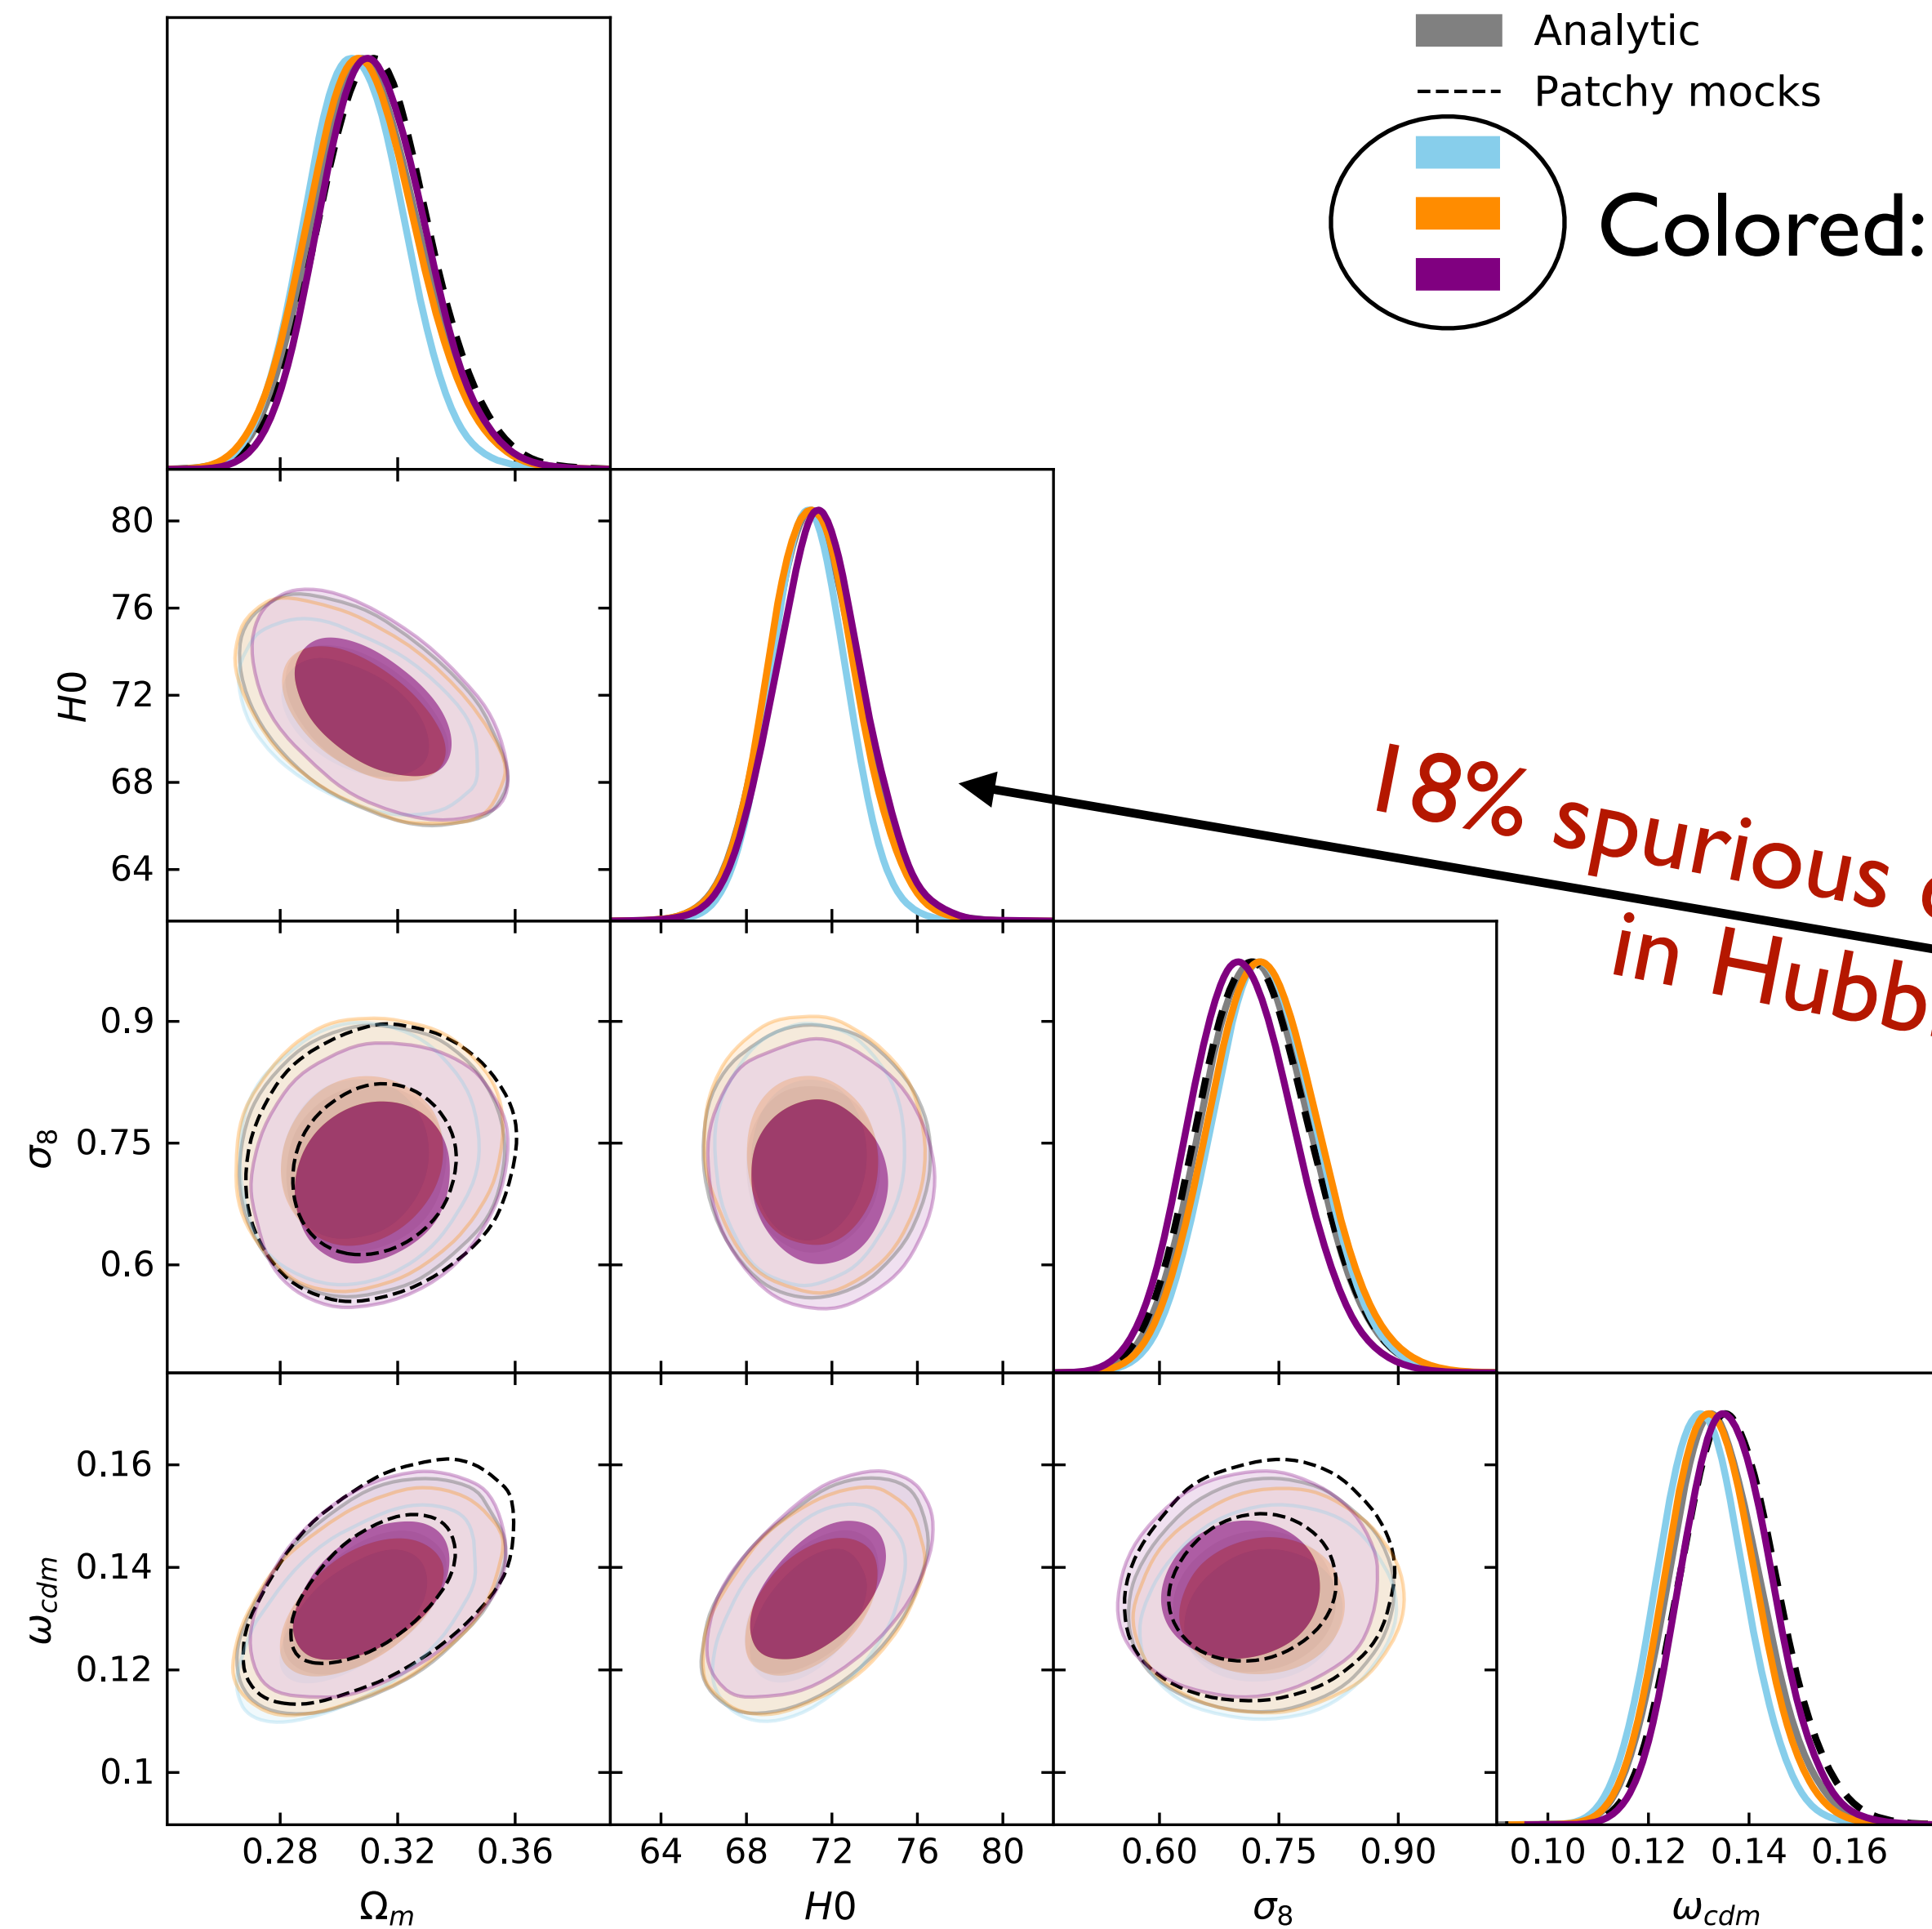 Analytic
Patchy mocks
Colored:
80
76
72
68
64
H0
18% spurious
in
0.9
0.75
0.6
σ8
0.16
0.14
0.12
0.1
ωcdm
0.28 0.32 0.36 64 68 72 76 80 0.60 0.75 0.90 0.10 0.12 0.14 0.16
Ωm H0 σ8 ωcdm